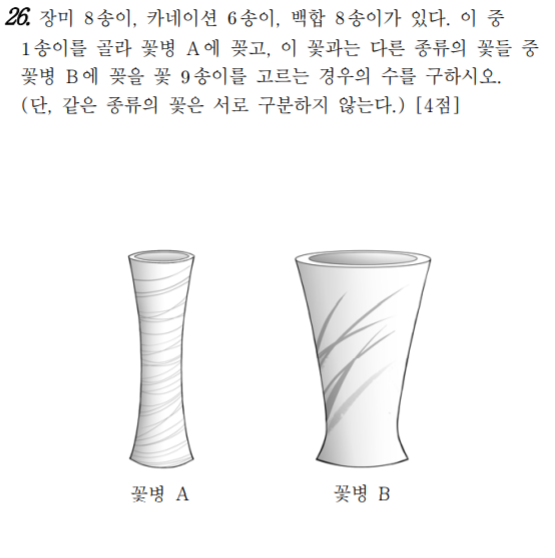 26. 장미 8송이, 카네이션 6송이, 백합 8송이가 있다. 이 중
1송이를 골라 꽃병 A에 꽂고, 이 꽃과는 다른 종류의 꽃들 중
꽃병 B에 꽂을 꽃 9송이를 고르는 경우의 수를 구하시오.
(단, 같은 종류의 꽃은 서로 구분하지 않는다.) [4점]
꽃병 A
꽃병 B